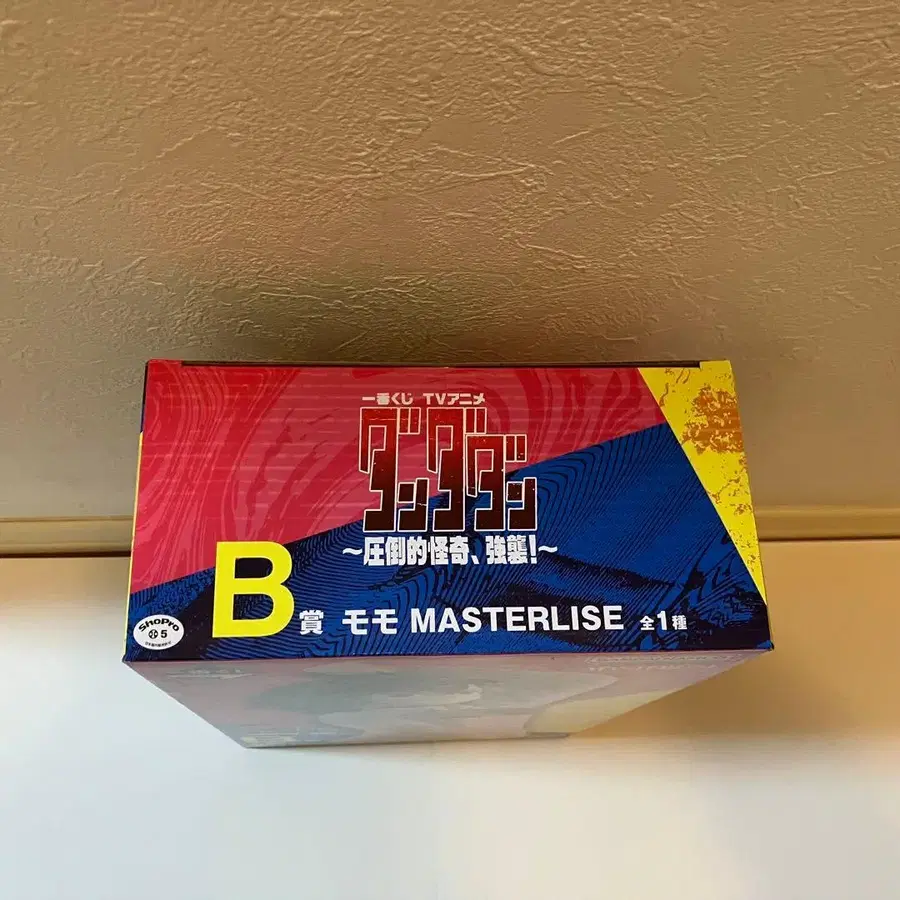 一番くじ TVアニメ
ダンダダン
～圧倒的怪奇、強襲!～
B賞 モモ MASTERLISE 全1種
ShoPro
5